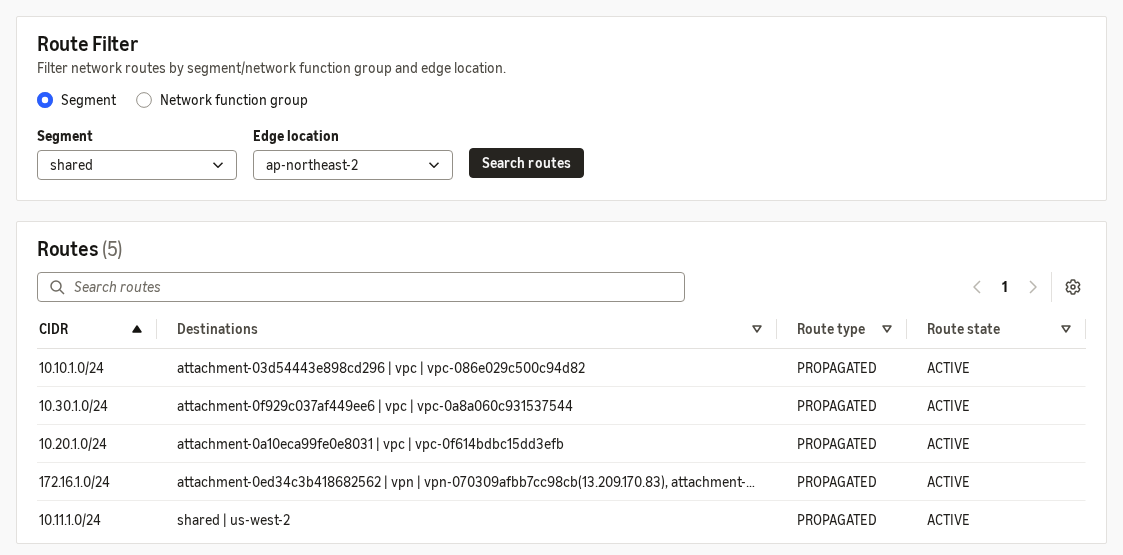 Route Filter
Filter network routes by segment/network function group and edge location.
Segment Network function group
Segment Edge location
shared ap-northeast-2 Search routes
Routes (5)
Search routes 1
CIDR Destinations Route type Route state
10.10.1.0/24 attachment-03d54443e898cd296 | vpc | vpc-086e029c500c94d82 PROPAGATED ACTIVE
10.30.1.0/24 attachment-0f929c037af449ee6 | vpc | vpc-0a8a060c931537544 PROPAGATED ACTIVE
10.20.1.0/24 attachment-0a10eca99fe0e8031 | vpc | vpc-0f614bdbc15dd3efb PROPAGATED ACTIVE
172.16.1.0/24 attachment-0ed34c3b418682562 | vpn | vpn-070309afbb7cc98cb(13.209.170.83), attachment-... PROPAGATED ACTIVE
10.11.1.0/24 shared | us-west-2 PROPAGATED ACTIVE